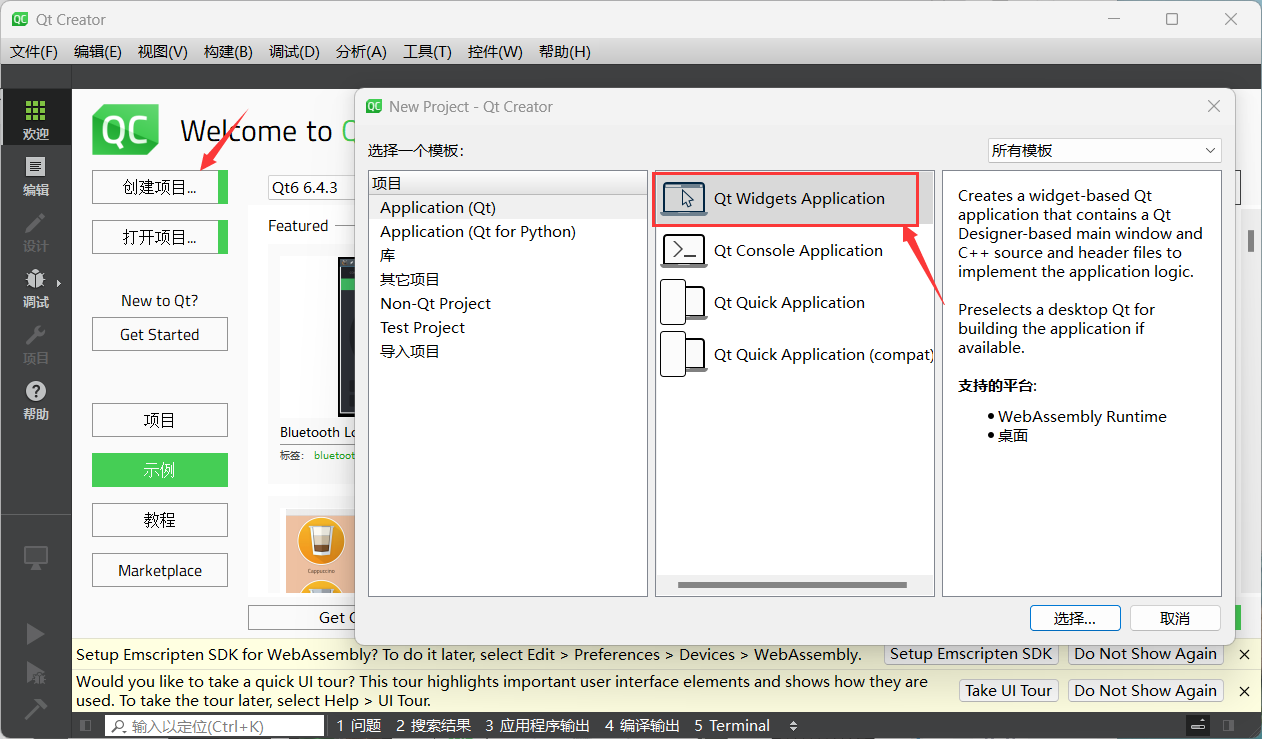 Qt Creator
文件(F) 编辑(E) 视图(V) 构建(B) 调试(D) 分析(A) 工具(T) 控件(W) 帮助(H)
欢迎
编辑
设计
调试
项目
帮助
QC Welcome to
创建项目...
打开项目...
New to Qt?
Get Started
项目
示例
教程
Marketplace
Qt6 6.4.3
Featured
Bluetooth
标签:
Cappuccino
Get
New Project - Qt Creator
选择一个模板:
所有模板
项目
Application (Qt)
Application (Qt for Python)
库
其它项目
Non-Qt Project
Test Project
导入项目
Qt Widgets Application
Qt Console Application
Qt Quick Application
Qt Quick Application (compat)
Creates a widget-based Qt
application that contains a Qt
Designer-based main window and
C++ source and header files to
implement the application logic.
Preselects a desktop Qt for
building the application if
available.
支持的平台:
WebAssembly Runtime
桌面
选择...
取消
Setup Emscripten SDK for WebAssembly? To do it later, select Edit > Preferences > Devices > WebAssembly.
Setup Emscripten SDK
Do Not Show Again
Would you like to take a quick UI tour? This tour highlights important user interface elements and shows how they are
used. To take the tour later, select Help > UI Tour.
Take UI Tour
Do Not Show Again
输入以定位(Ctrl+K)
1 问题 2 搜索结果 3 应用程序输出 4 编译输出 5 Terminal